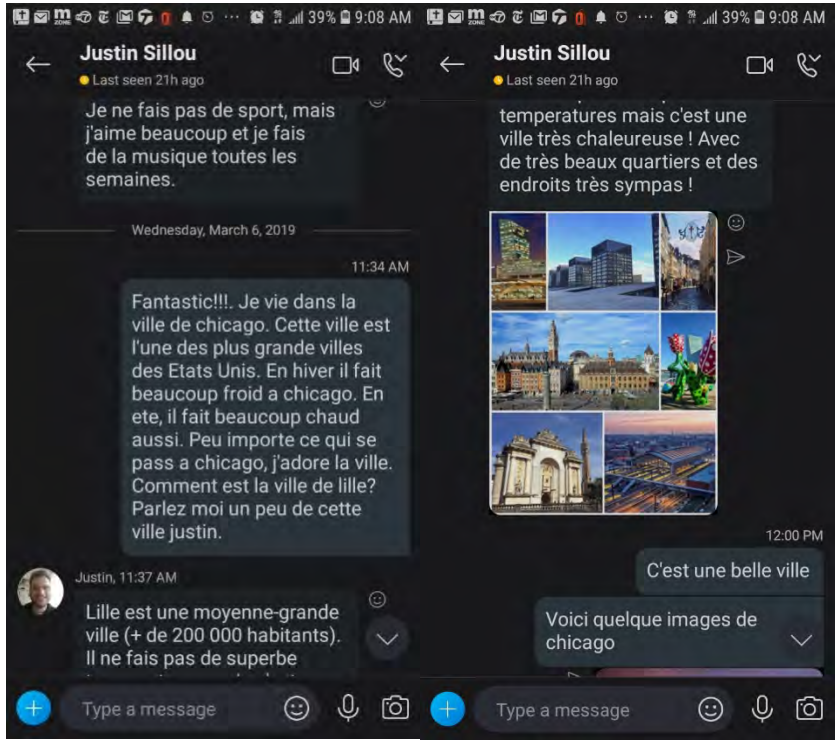 39% 9:08 AM
Justin Sillou
Last seen 21h ago
Je ne fais pas de sport, mais
j'aime beaucoup et je fais
de la musique toutes les
semaines.
Wednesday, March 6, 2019
11:34 AM
Fantastic!!!. Je vie dans la
ville de chicago. Cette ville est
l'une des plus grande villes
des Etats Unis. En hiver il fait
beaucoup froid a chicago. En
ete, il fait beaucoup chaud
aussi. Peu importe ce qui se
pass a chicago, j'adore la ville.
Comment est la ville de lille?
Parlez moi un peu de cette
ville justin.
Justin, 11:37 AM
Lille est une moyenne-grande
ville (+ de 200 000 habitants).
Il ne fais pas de superbe
Type a message
39% 9:08 AM
Justin Sillou
Last seen 21h ago
temperatures mais c'est une
ville très chaleureuse ! Avec
de très beaux quartiers et des
endroits très sympas !
12:00 PM
C'est une belle ville
Voici quelque images de
chicago
Type a message